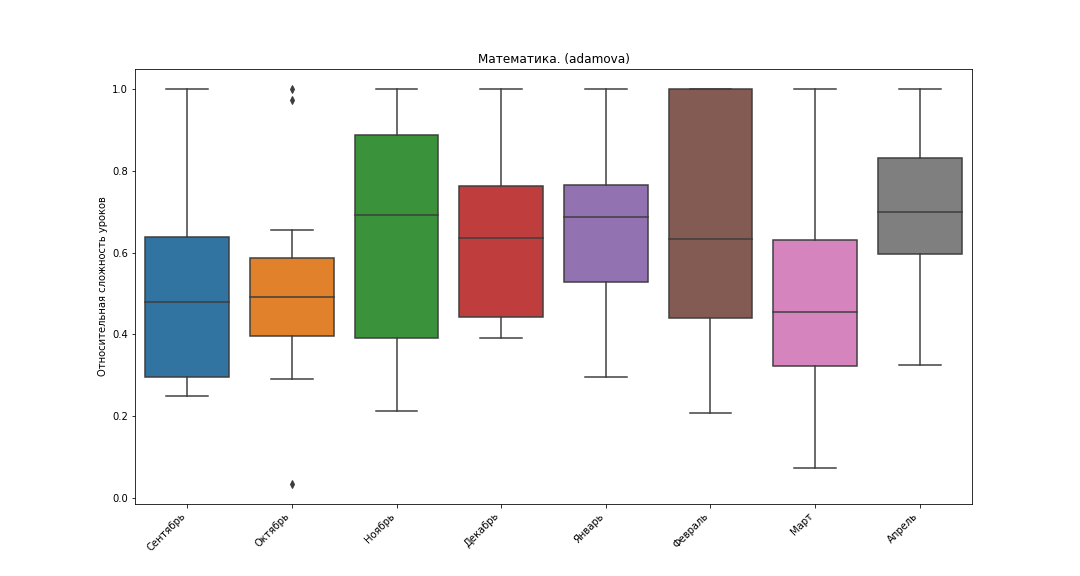 Математика. (adamova)
Относительная сложность уроков
1.0
0.8
0.6
0.4
0.2
0.0
Сентябрь
Октябрь
Ноябрь
Декабрь
Январь
Февраль
Март
Апрель